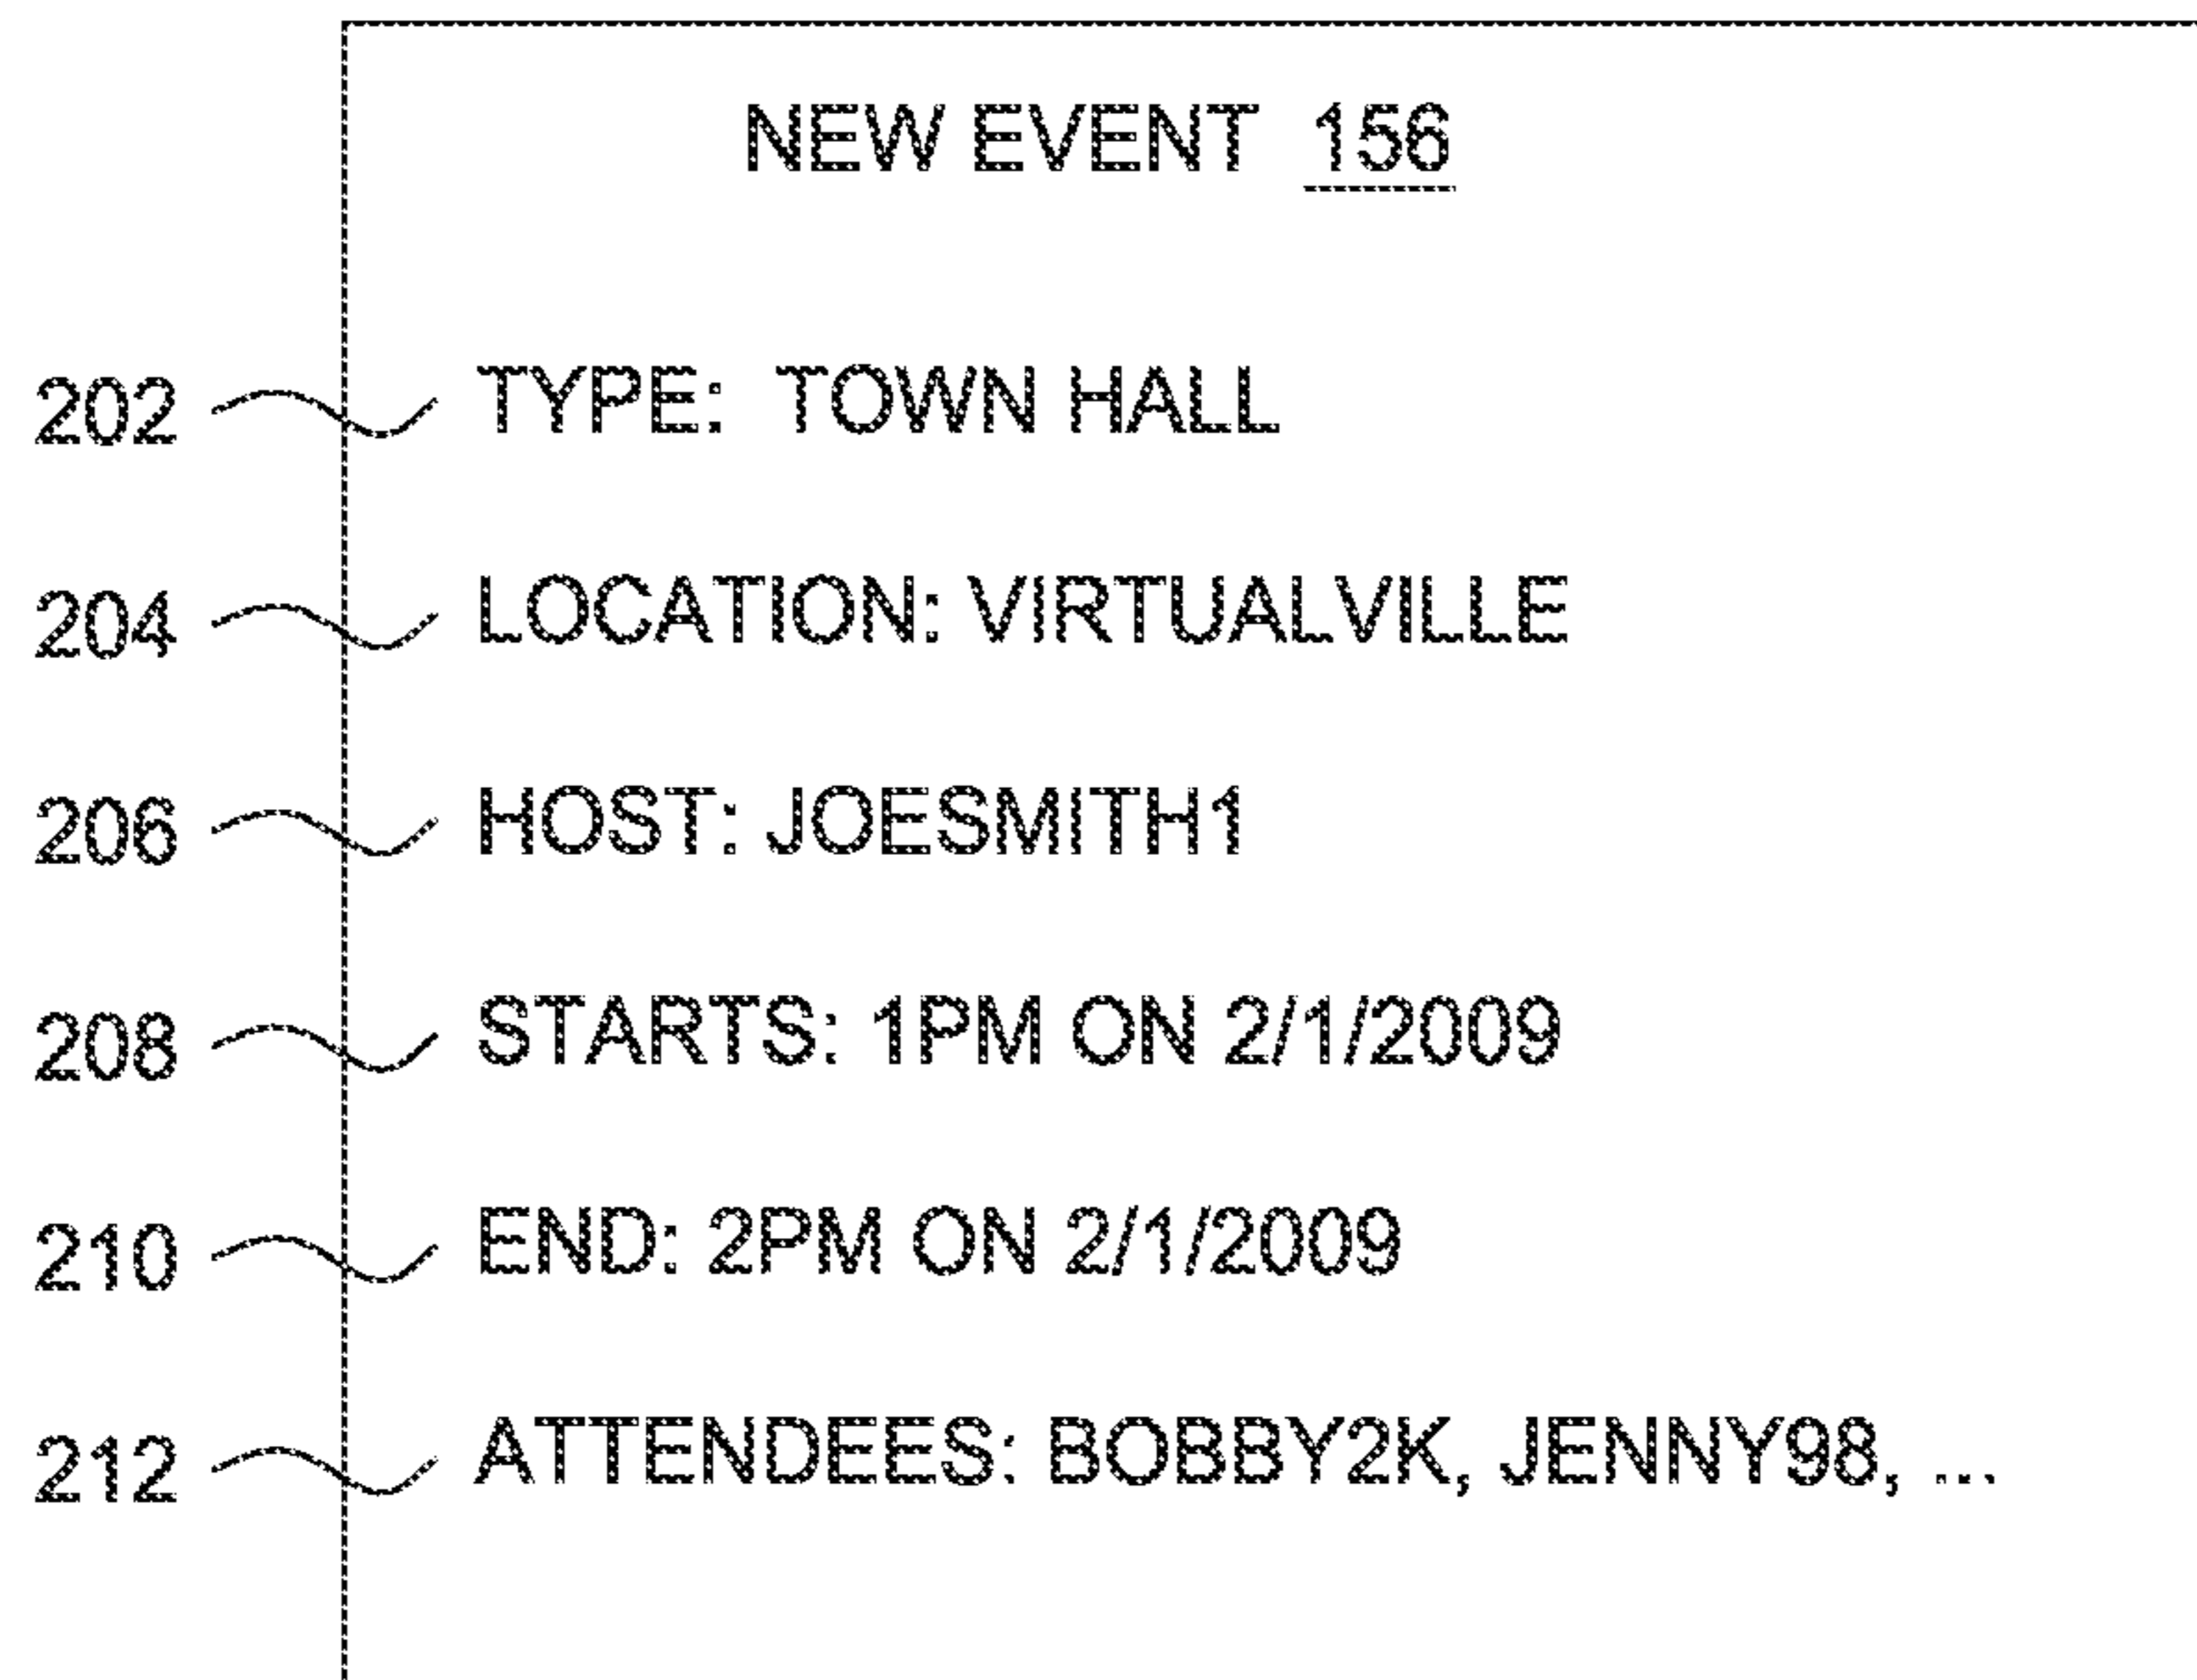 NEW EVENT 156
202 TYPE: TOWN HALL
204 LOCATION: VIRTUALVILLE
206 HOST: JOESMITH1
208 STARTS: 1PM ON 2/1/2009
210 END: 2PM ON 2/1/2009
212 ATTENDEES: BOBBY2K, JENNY98, ...